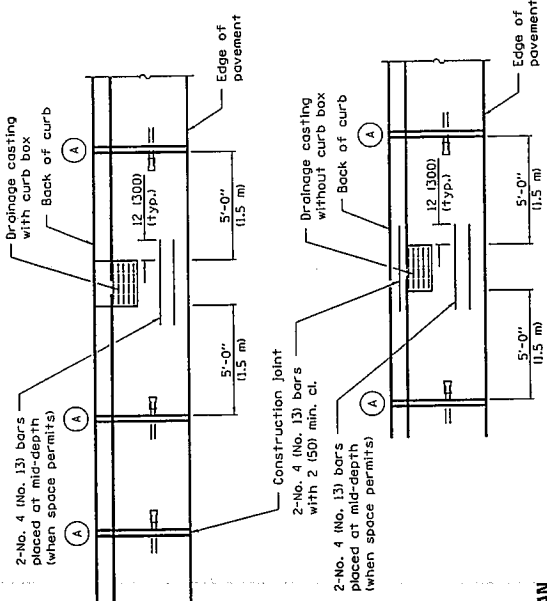 Drainage casting
with curb box
Back of curb
Edge of
pavement
A
12 (300)
(typ.)
5'-0"
(1.5 m)
5'-0"
(1.5 m)
2-No. 4 (No. 13) bars
placed at mid-depth
(when space permits)
A
A
Construction joint
Drainage casting
without curb box
Back of curb
Edge of
pavement
A
12 (300)
(typ.)
5'-0"
(1.5 m)
5'-0"
(1.5 m)
2-No. 4 (No. 13) bars
with 2 (50) min. cl.
A
2-No. 4 (No. 13) bars
placed at mid-depth
(when space permits)